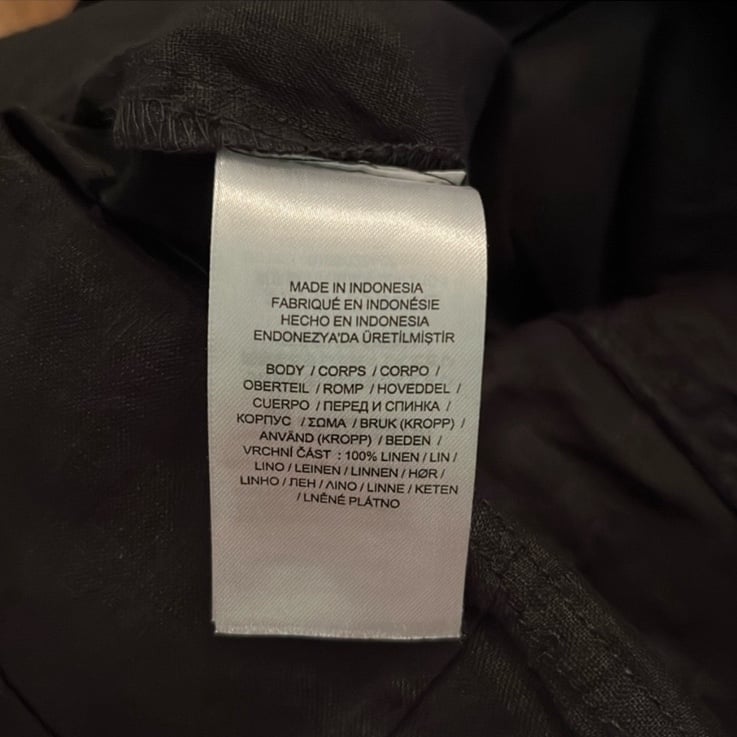 MADE IN INDONESIA
FABRIQUÉ EN INDONÉSIE
HECHO EN INDONESIA
ENDONEZYA'DA ÜRETİLMİŞTİR
BODY / CORPS / CORPO /
OBERTEIL / ROMP / HOVEDDEL /
CUERPO / ПЕРЕД И СПИНКА /
КОРПУС / ΣΩΜΑ / BRUK (KROPP) /
ANVÄND (KROPP) / BEDEN /
VRCHNÍ ČÁST : 100% LINEN / LIN /
LINO / LEINEN / LINNEN / HØR /
LINHO / ЛЕН / ΛΙΝΟ / LINNE / KETEN
/ LNĚNÉ PLÁTNO